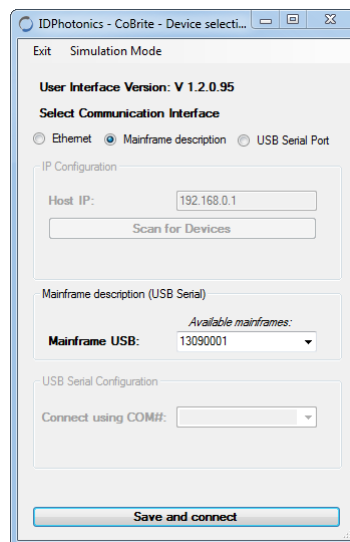 IDPhotonics - CoBrite - Device selecti...
Exit Simulation Mode
User Interface Version: V 1.2.0.95
Select Communication Interface
Ethernet Mainframe description USB Serial Port
IP Configuration
Host IP: 192.168.0.1
Scan for Devices
Mainframe description (USB Serial)
Available mainframes:
Mainframe USB: 13090001
USB Serial Configuration
Connect using COM#:
Save and connect